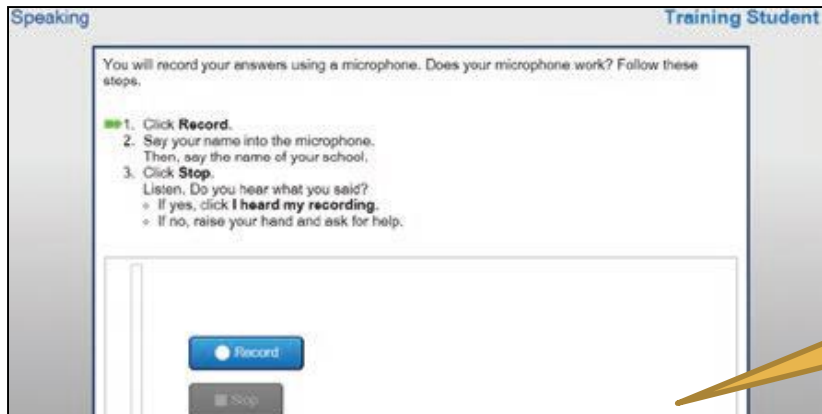 Speaking
Training Student
You will record your answers using a microphone. Does your microphone work? Follow these
steps.
1. Click Record.
2. Say your name into the microphone.
Then, say the name of your school.
3. Click Stop.
Listen. Do you hear what you said?
If yes, click I heard my recording.
If no, raise your hand and ask for help.
Record
Stop